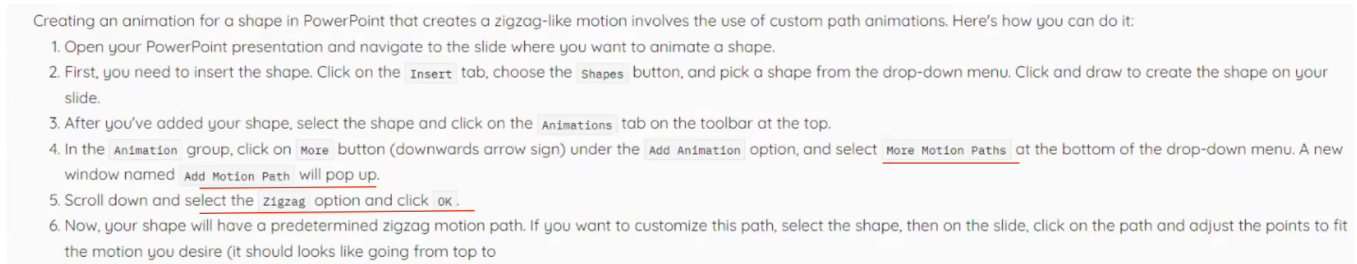 Creating an animation for a shape in PowerPoint that creates a zigzag-like motion involves the use of custom path animations. Here's how you can do it:
1. Open your PowerPoint presentation and navigate to the slide where you want to animate a shape.
2. First, you need to insert the shape. Click on the Insert tab, choose the Shapes button, and pick a shape from the drop-down menu. Click and draw to create the shape on your
slide.
3. After you've added your shape, select the shape and click on the Animations tab on the toolbar at the top.
4. In the Animation group, click on More button (downwards arrow sign) under the Add Animation option, and select More Motion Paths at the bottom of the drop-down menu. A new
window named Add Motion Path will pop up.
5. Scroll down and select the Zigzag option and click OK.
6. Now, your shape will have a predetermined zigzag motion path. If you want to customize this path, select the shape, then on the slide, click on the path and adjust the points to fit
the motion you desire (it should looks like going from top to